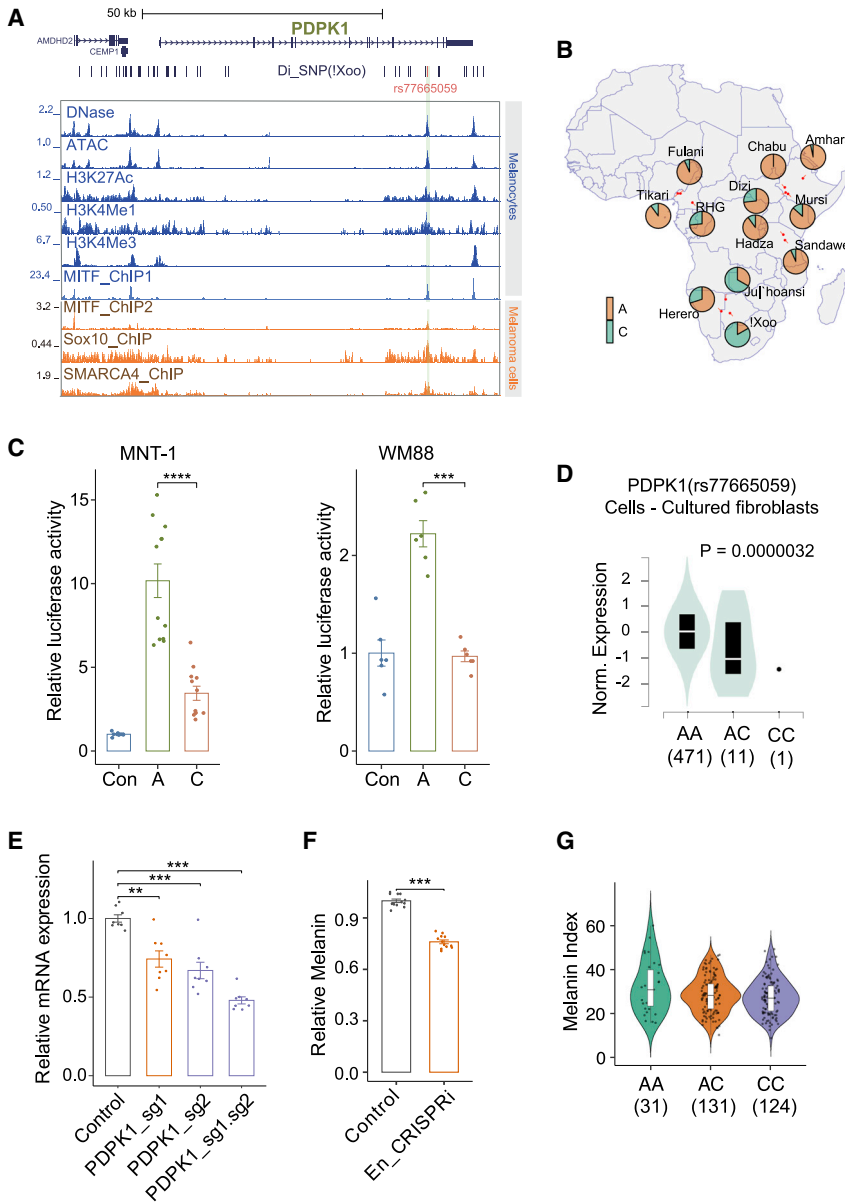 A
50 kb
PDPK1
AMDHD2
CEMP1
Di_SNP(!Xoo)
rs77665059
2.2
DNase
1.0
ATAC
1.2
H3K27Ac
0.50
H3K4Me1
6.7
H3K4Me3
23.4
MITF_ChIP1
3.2
MITF_ChIP2
0.44
Sox10_ChIP
1.9
SMARCA4_ChIP
Melanocytes
Melanoma cells
B
Fulani
Chabu
Amhar
Tikari
RHG
Dizi
Mursi
Hadza
Sandawe
Jul'hoansi
Herero
!Xoo
A
C
C
MNT-1
Relative luciferase activity
15
10
5
0
Con A C
****
WM88
Relative luciferase activity
2
1
0
Con A C
***
D
PDPK1(rs77665059)
Cells - Cultured fibroblasts
P = 0.0000032
Norm. Expression
2
1
0
-1
-2
AA AC CC
(471) (11) (1)
E
Relative mRNA expression
1.0
0.5
0.0
***
***
**
Control
PDPK1_sg1
PDPK1_sg2
PDPK1_sg1.sg2
F
Relative Melanin
0.9
0.6
0.3
0.0
***
Control
En_CRISPRi
G
Melanin Index
60
40
20
0
AA AC CC
(31) (131) (124)